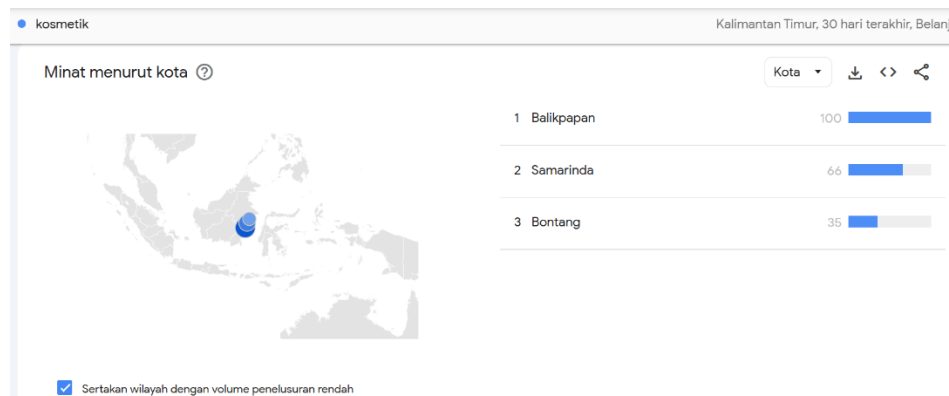 kosmetik
Kalimantan Timur, 30 hari terakhir, Belanj
Minat menurut kota
Kota
1 Balikpapan 100
2 Samarinda 66
3 Bontang 35
Sertakan wilayah dengan volume penelusuran rendah